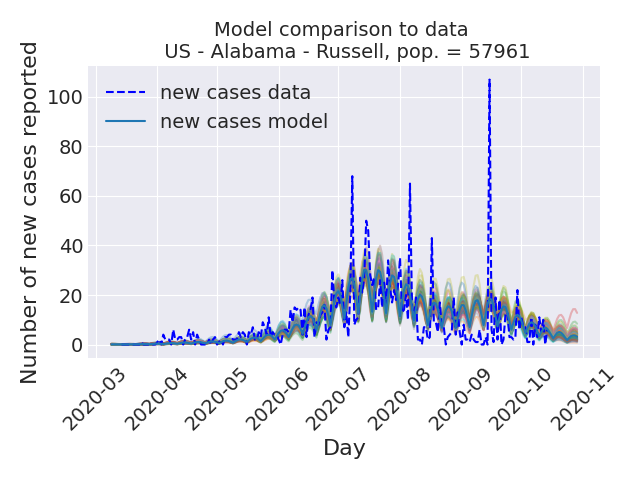 Model comparison to data
US - Alabama - Russell, pop. = 57961
Number of new cases reported
100
80
60
40
20
0
new cases data
new cases model
2020-03
2020-04
2020-05
2020-06
2020-07
2020-08
2020-09
2020-10
2020-11
Day